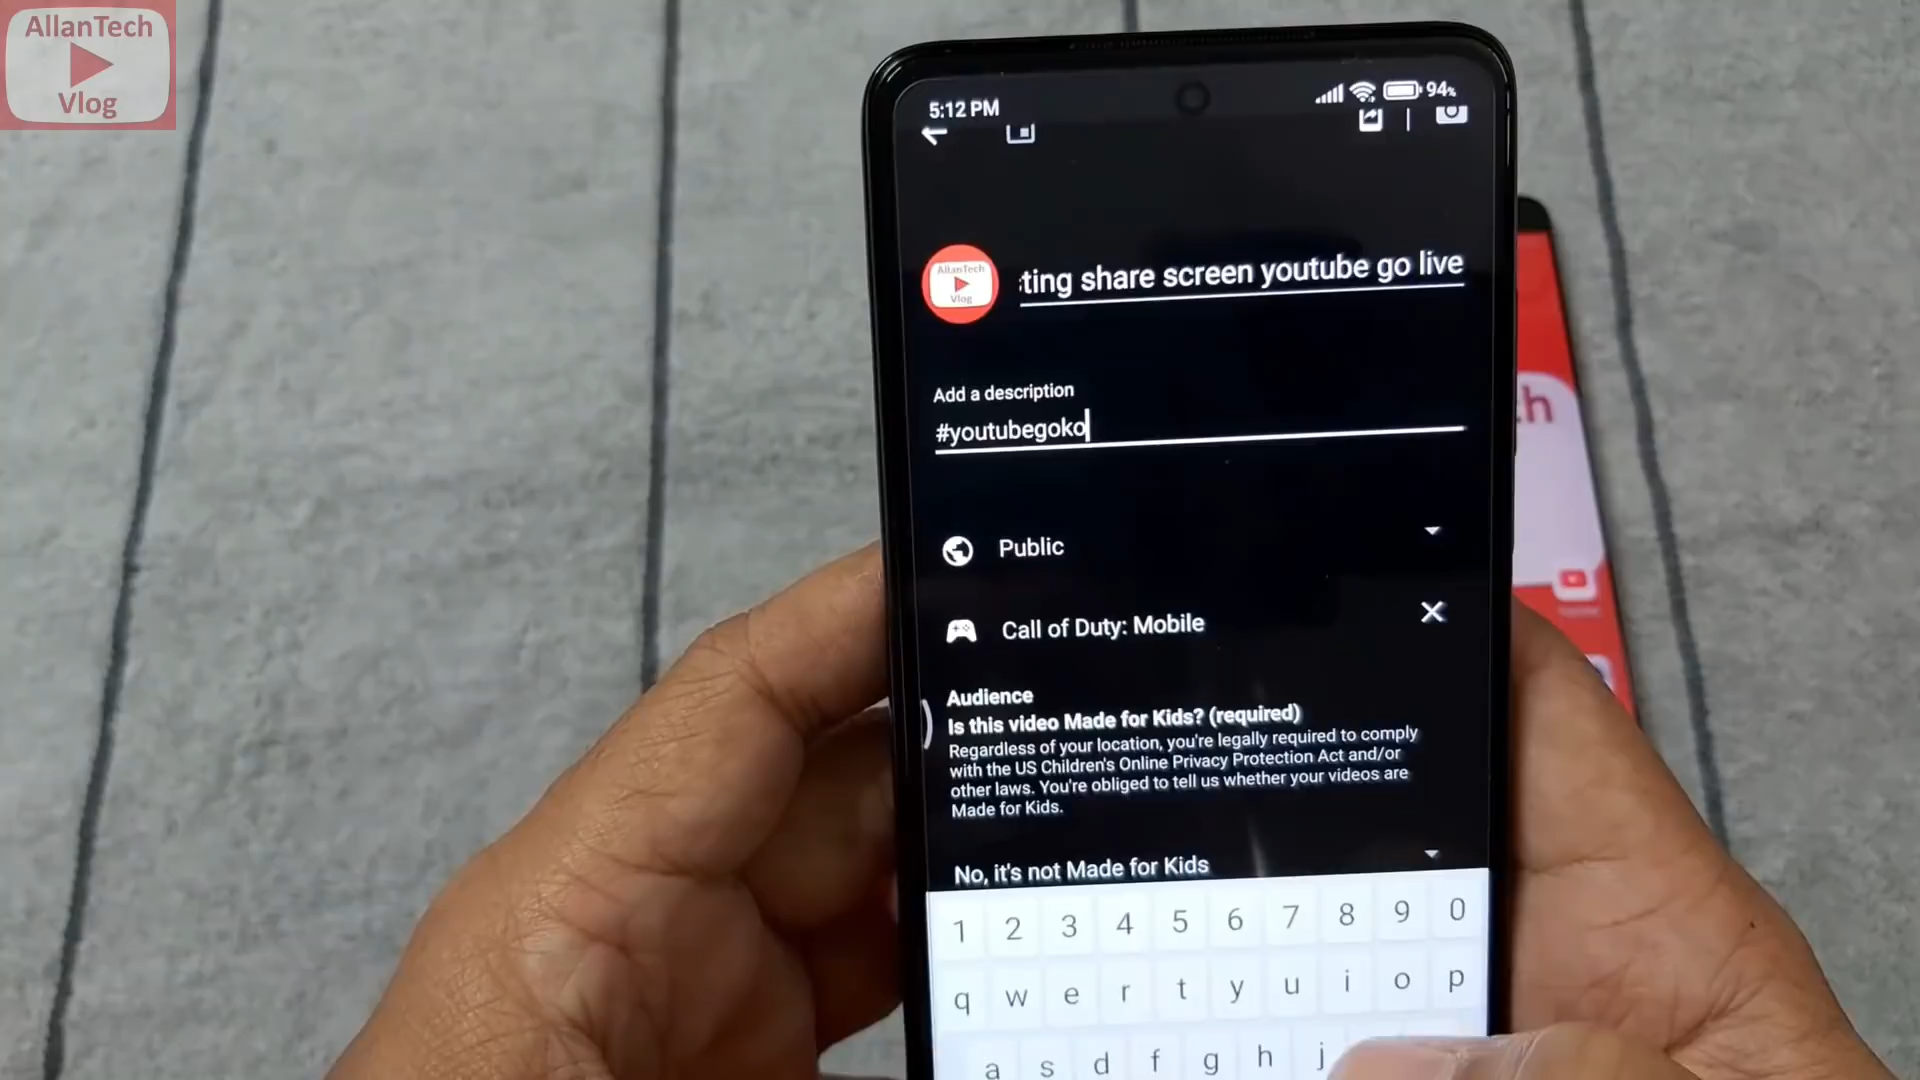 AllanTech
Vlog
5:12 PM
94%
AllanTech
Vlog
ting share screen youtube go live
Add a description
#youtubegoko
Public
Call of Duty: Mobile
Audience
Is this video Made for Kids? (required)
Regardless of your location, you're legally required to comply
with the US Children's Online Privacy Protection Act and/or
other laws. You're obliged to tell us whether your videos are
Made for Kids.
No, it's not Made for Kids
1 2 3 4 5 6 7 8 9 0
q w e r t y u i o p
a s d f g h j
ch